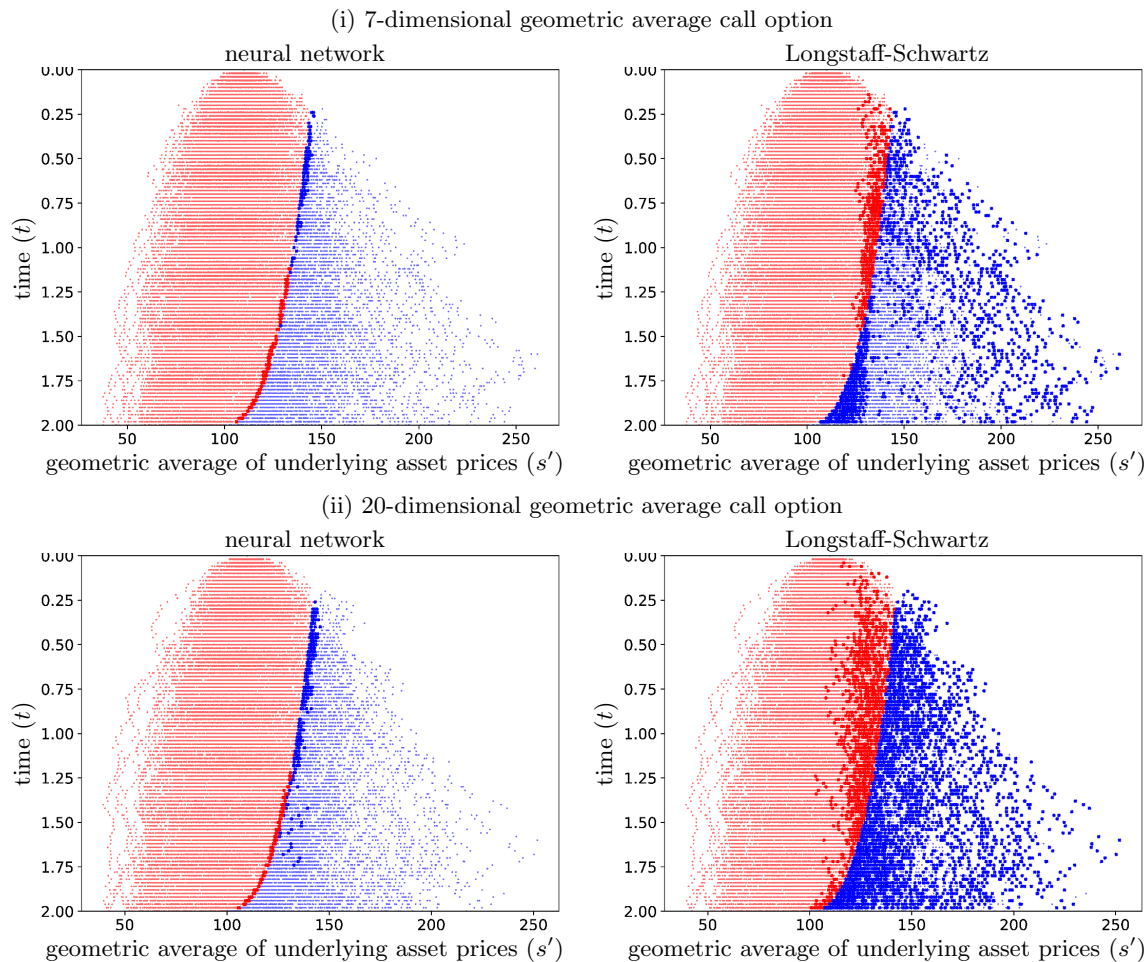 (i) 7-dimensional geometric average call option
neural network
Longstaff-Schwartz
0.00
0.25
0.50
0.75
1.00
1.25
1.50
1.75
2.00
time (t)
50 100 150 200 250
geometric average of underlying asset prices (s′)
0.00
0.25
0.50
0.75
1.00
1.25
1.50
1.75
2.00
time (t)
50 100 150 200 250
geometric average of underlying asset prices (s′)
(ii) 20-dimensional geometric average call option
neural network
Longstaff-Schwartz
0.00
0.25
0.50
0.75
1.00
1.25
1.50
1.75
2.00
time (t)
50 100 150 200 250
geometric average of underlying asset prices (s′)
0.00
0.25
0.50
0.75
1.00
1.25
1.50
1.75
2.00
time (t)
50 100 150 200 250
geometric average of underlying asset prices (s′)